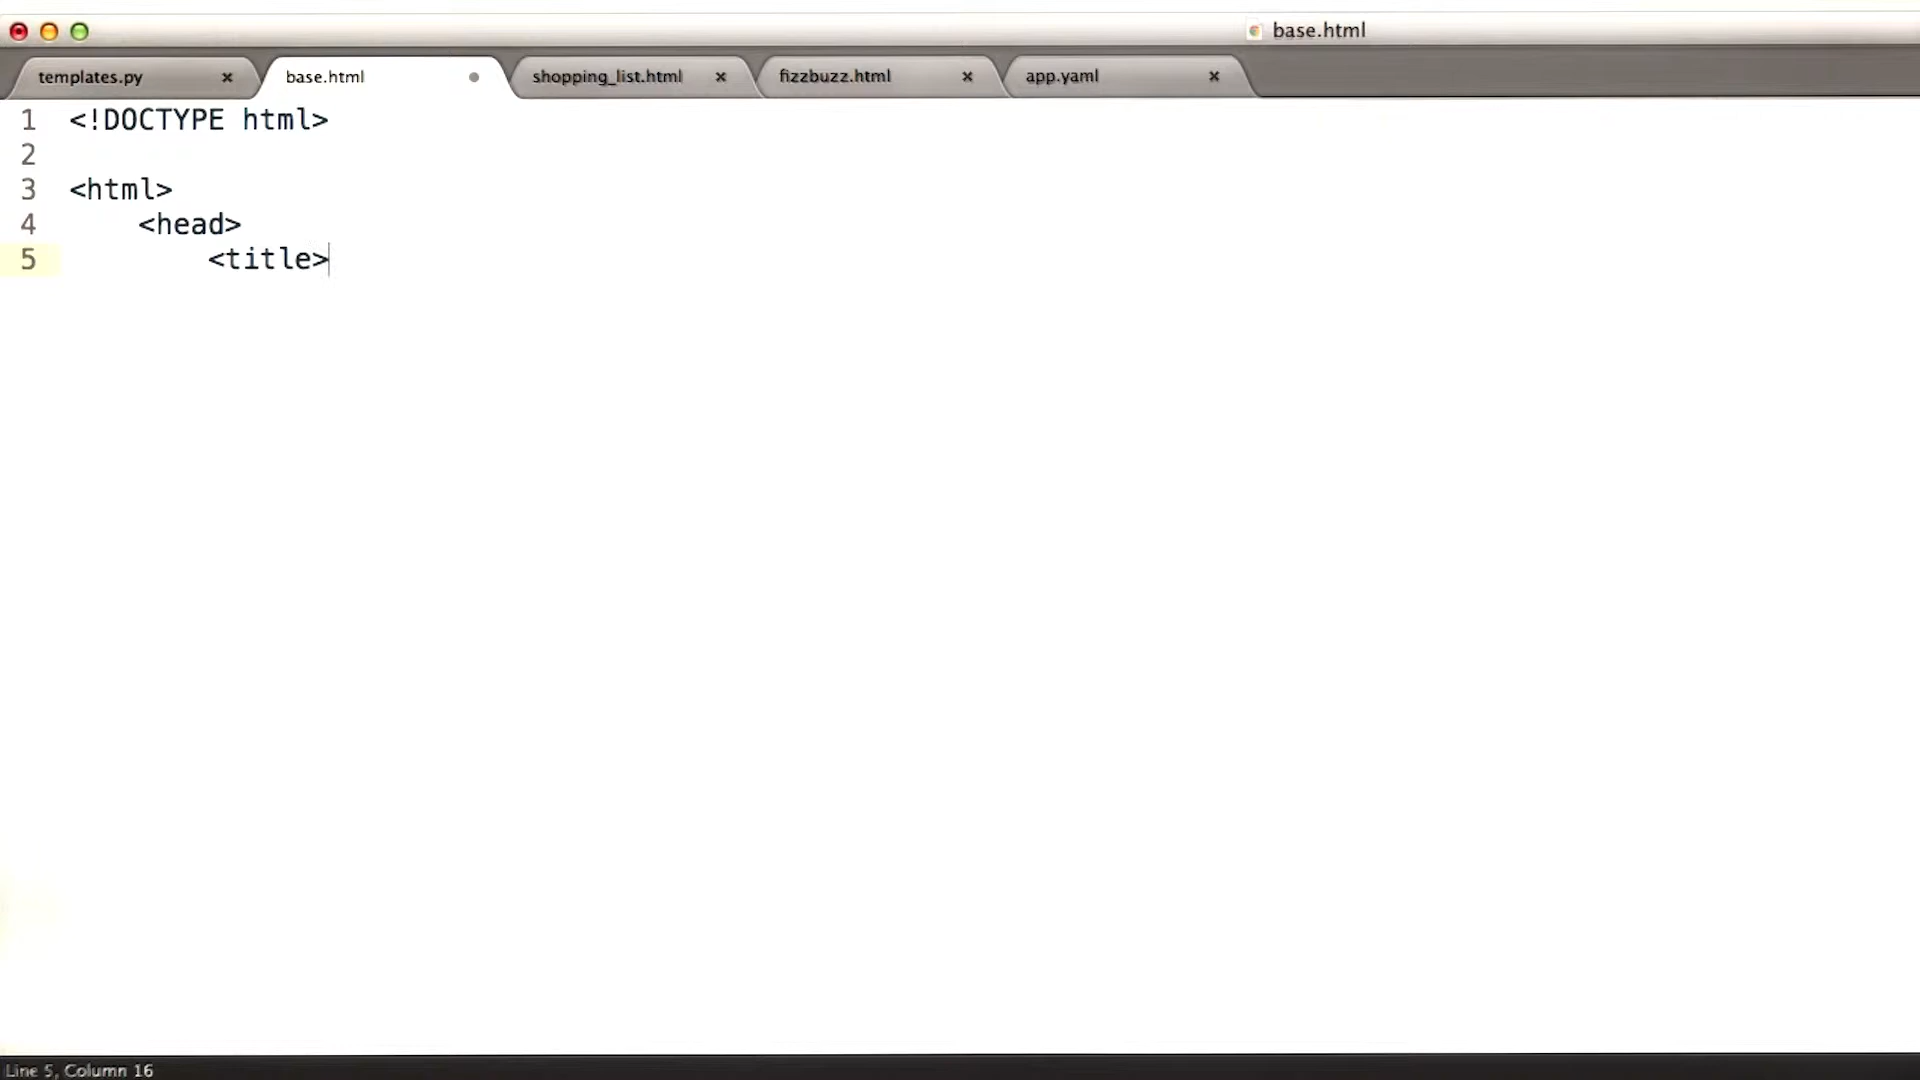 base.html
templates.py × base.html shopping_list.html × fizzbuzz.html × app.yaml ×
1 <!DOCTYPE html>
2
3 <html>
4 <head>
5 <title>
Line 5, Column 16